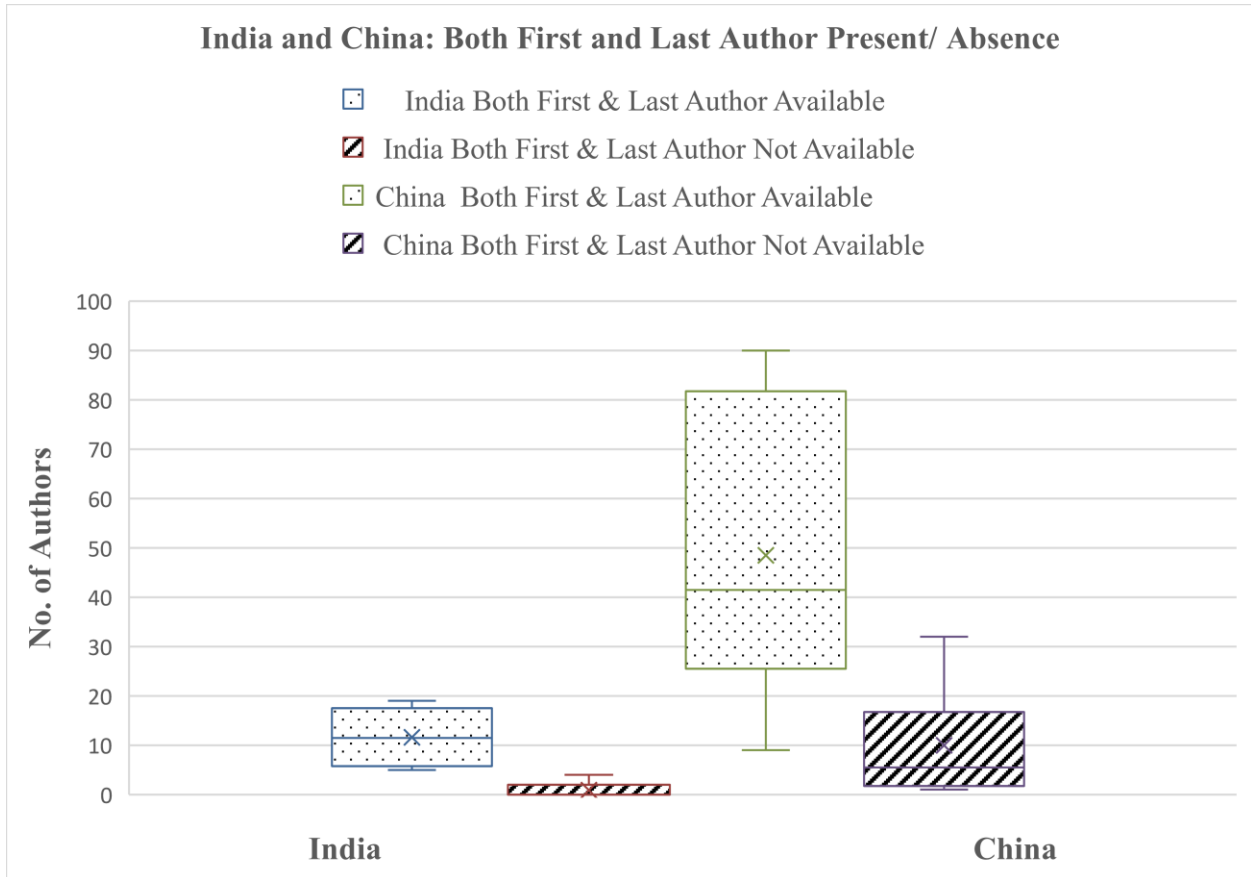 India and China: Both First and Last Author Present/ Absence
India Both First & Last Author Available
India Both First & Last Author Not Available
China Both First & Last Author Available
China Both First & Last Author Not Available
No. of Authors
100
90
80
70
60
50
40
30
20
10
0
India China